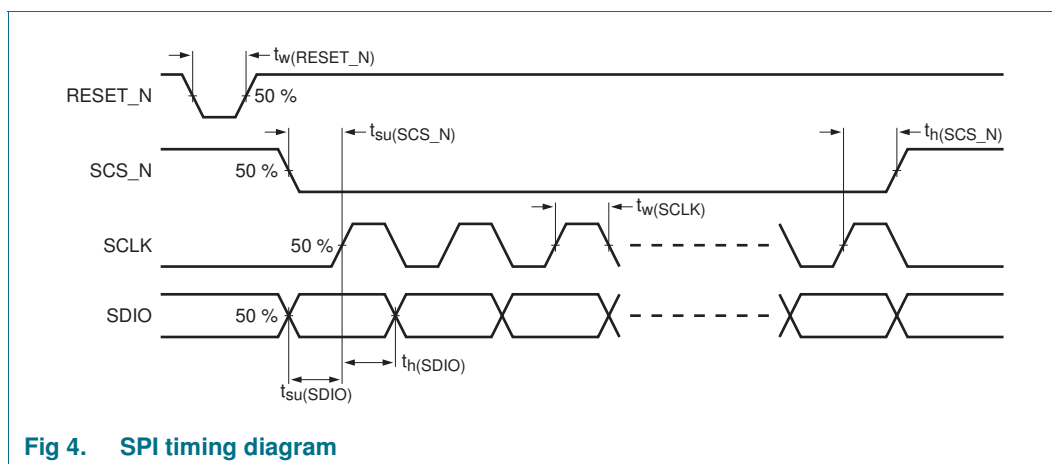 tw(RESET_N)
RESET_N
50 %
tsu(SCS_N)
th(SCS_N)
SCS_N
50 %
tw(SCLK)
SCLK
50 %
SDIO
50 %
th(SDIO)
tsu(SDIO)
Fig 4. SPI timing diagram